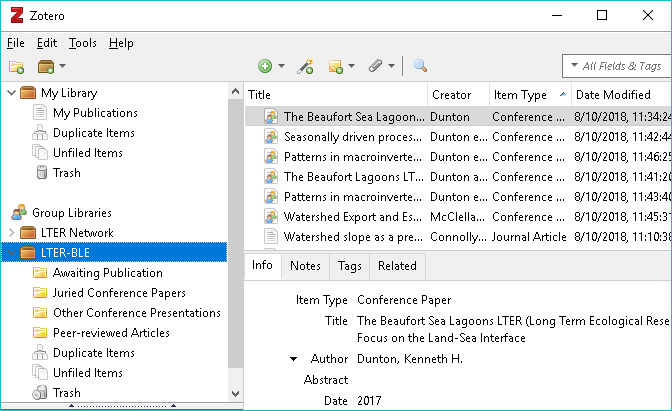 Zotero
File Edit Tools Help
All Fields & Tags
My Library
My Publications
Duplicate Items
Unfiled Items
Trash
Group Libraries
LTER Network
LTER-BLE
Awaiting Publication
Juried Conference Papers
Other Conference Presentations
Peer-reviewed Articles
Duplicate Items
Unfiled Items
Trash
Title Creator Item Type Date Modified
The Beaufort Sea Lagoon... Dunton Conference ... 8/10/2018, 11:34:24
Seasonally driven proces... Dunton e... Conference ... 8/10/2018, 11:42:44
Patterns in macroinverte... Dunton e... Conference ... 8/10/2018, 11:46:25
The Beaufort Lagoons LT... Dunton a... Conference ... 8/10/2018, 11:41:20
Patterns in macroinverte... Dunton e... Conference ... 8/10/2018, 11:43:40
Watershed Export and Es... McClella... Conference ... 8/10/2018, 11:45:31
Watershed slope as a pre... Connolly... Journal Article 8/10/2018, 11:10:38
Info Notes Tags Related
Item Type Conference Paper
Title The Beaufort Sea Lagoons LTER (Long Term Ecological Rese
Focus on the Land-Sea Interface
Author Dunton, Kenneth H.
Abstract
Date 2017